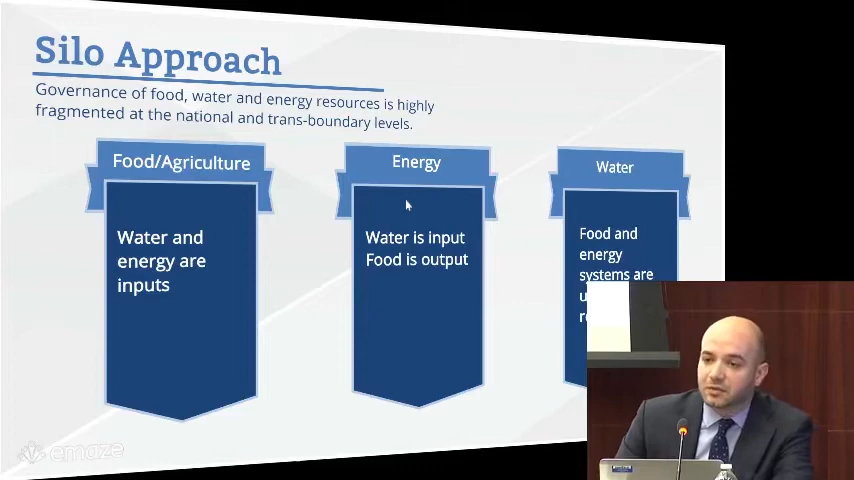 Silo Approach
Governance of food, water and energy resources is highly
fragmented at the national and trans-boundary levels.
Food/Agriculture
Water and
energy are
inputs
Energy
Water is input
Food is output
Water
Food and
energy
systems are
emaze